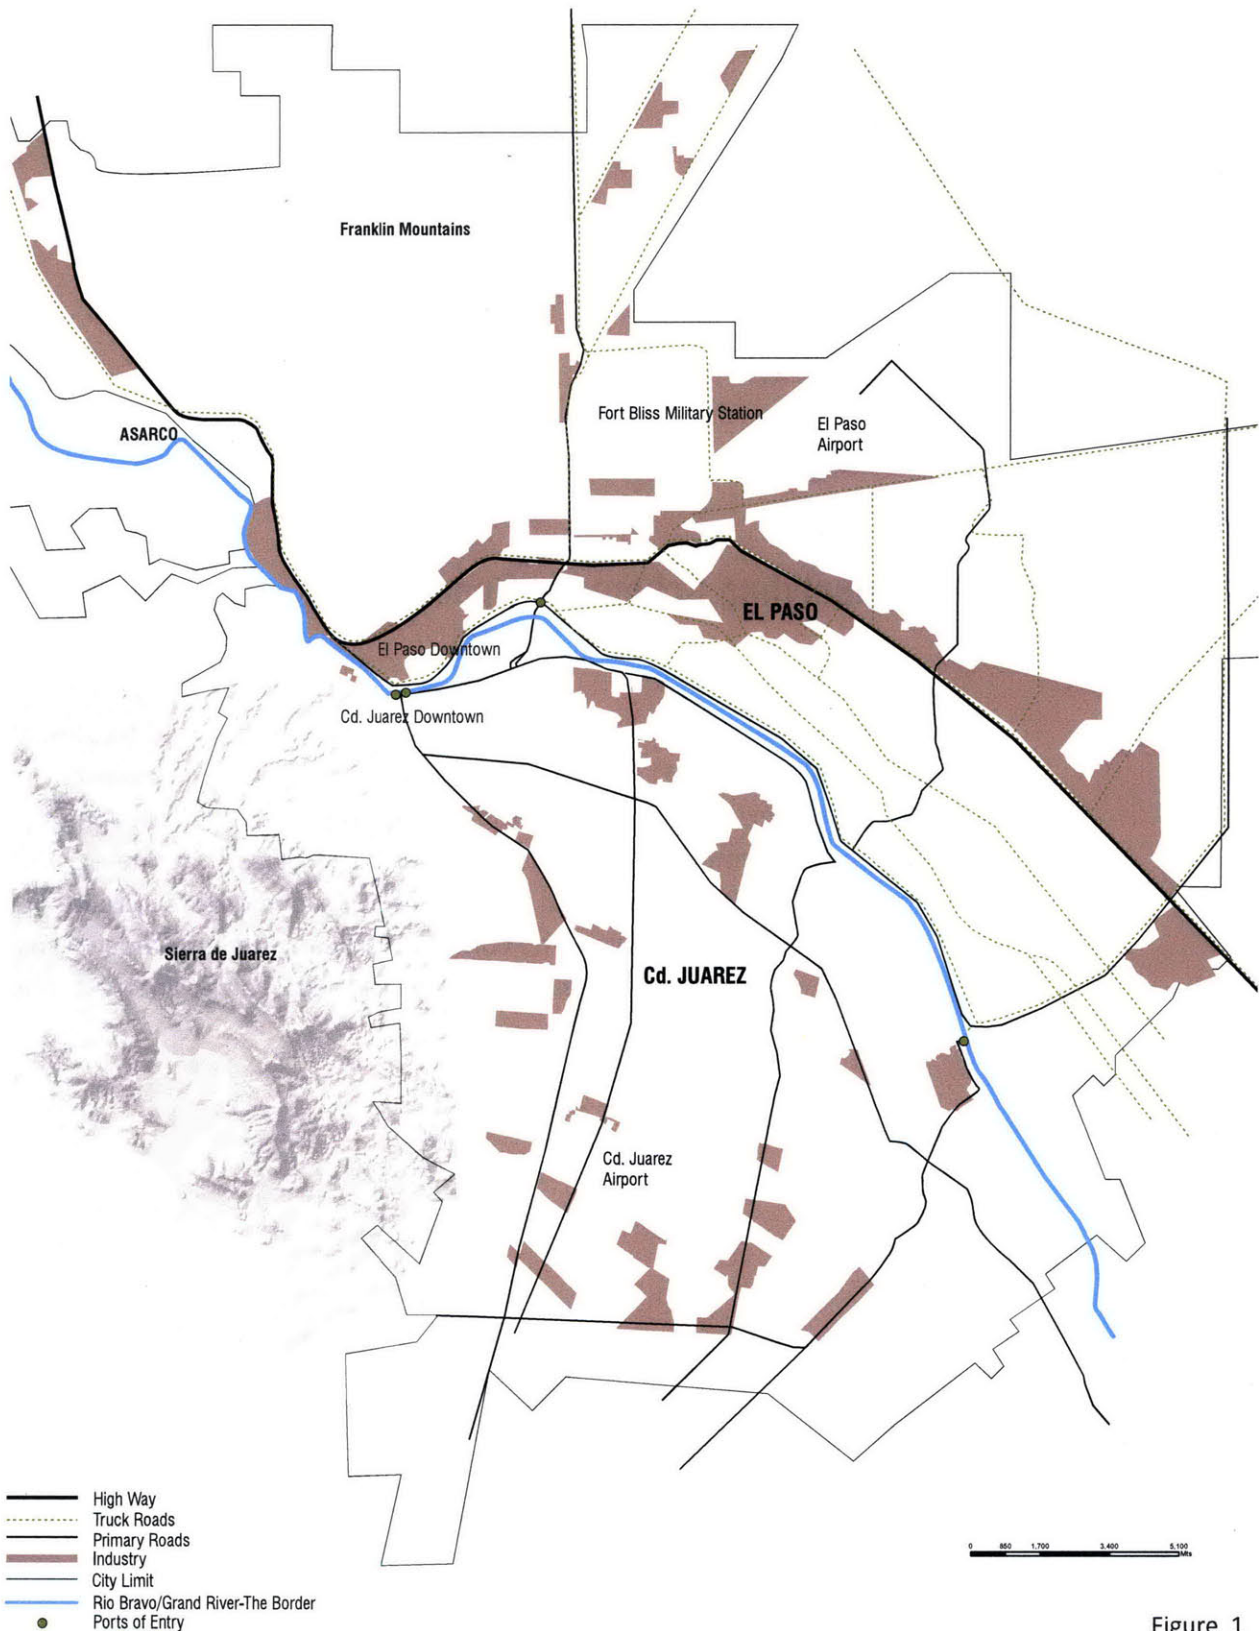 Franklin Mountains
Fort Bliss Military Station
El Paso
Airport
ASARCO
EL PASO
El Paso Downtown
Cd. Juarez Downtown
Sierra de Juarez
Cd. JUAREZ
Cd. Juarez
Airport
High Way
Truck Roads
Primary Roads
Industry
City Limit
Rio Bravo/Grand River-The Border
Ports of Entry
0 850 1,700 3,400 5,100
Mts
Figure 1